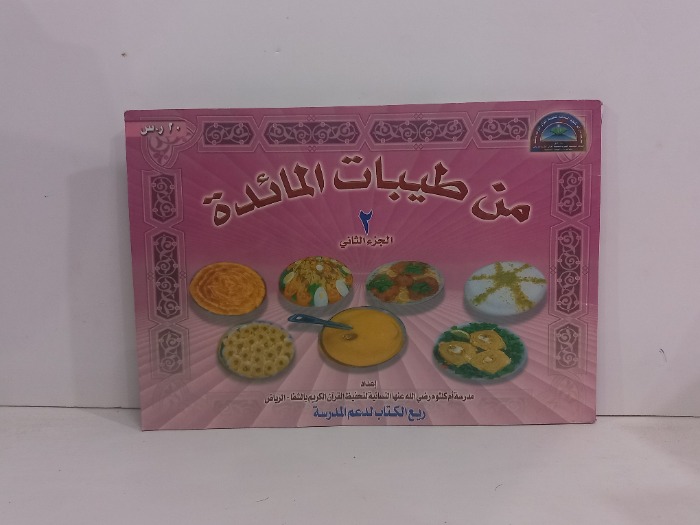 ٢٠ ر.س
من طيبات المائدة
٢
الجزء الثاني
إعداد
مدرسة أم كلثوم رضي الله عنها النسائية لتحفيظ القرآن الكريم بالشفا - الرياض
ريع الكتاب لدعم المدرسة